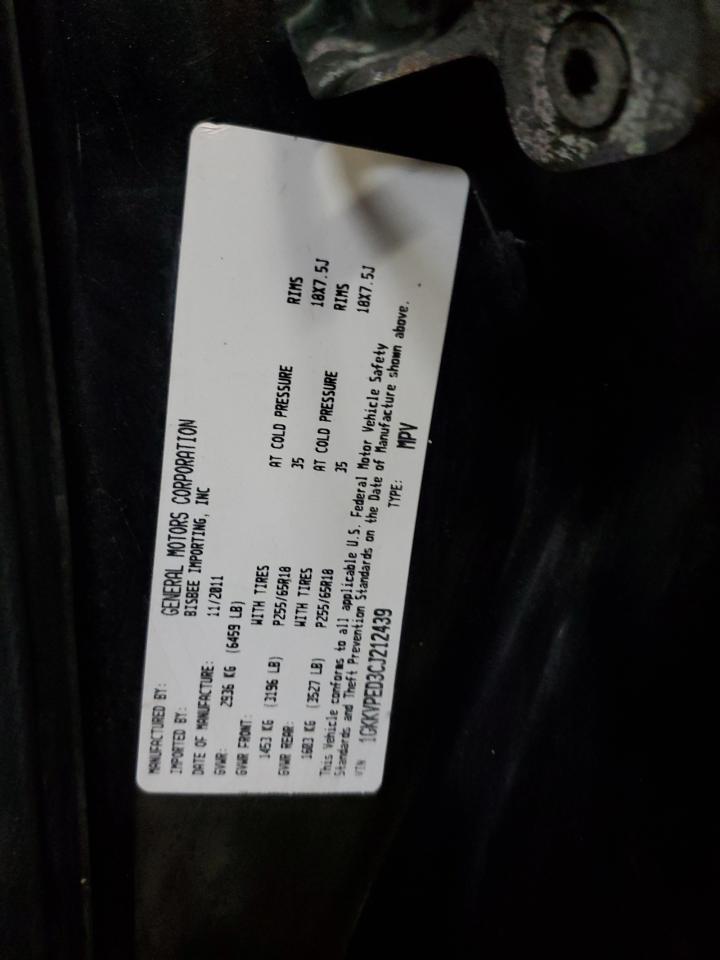 MANUFACTURED BY: GENERAL MOTORS CORPORATION
IMPORTED BY: BISBEE IMPORTING, INC
DATE OF MANUFACTURE: 11/2011
GVWR: 2936 KG (6459 LB)
GVWR FRONT: WITH TIRES AT COLD PRESSURE RIMS
1453 KG (3196 LB) P255/65R18 35 18X7.5J
GVWR REAR: WITH TIRES AT COLD PRESSURE RIMS
1603 KG (3527 LB) P255/65R18 35 18X7.5J
This Vehicle conforms to all applicable U.S. Federal Motor Vehicle Safety
Standards and Theft Prevention Standards on the Date of Manufacture shown above.
VIN 1GKKVPED3CJ212439 TYPE: MPV